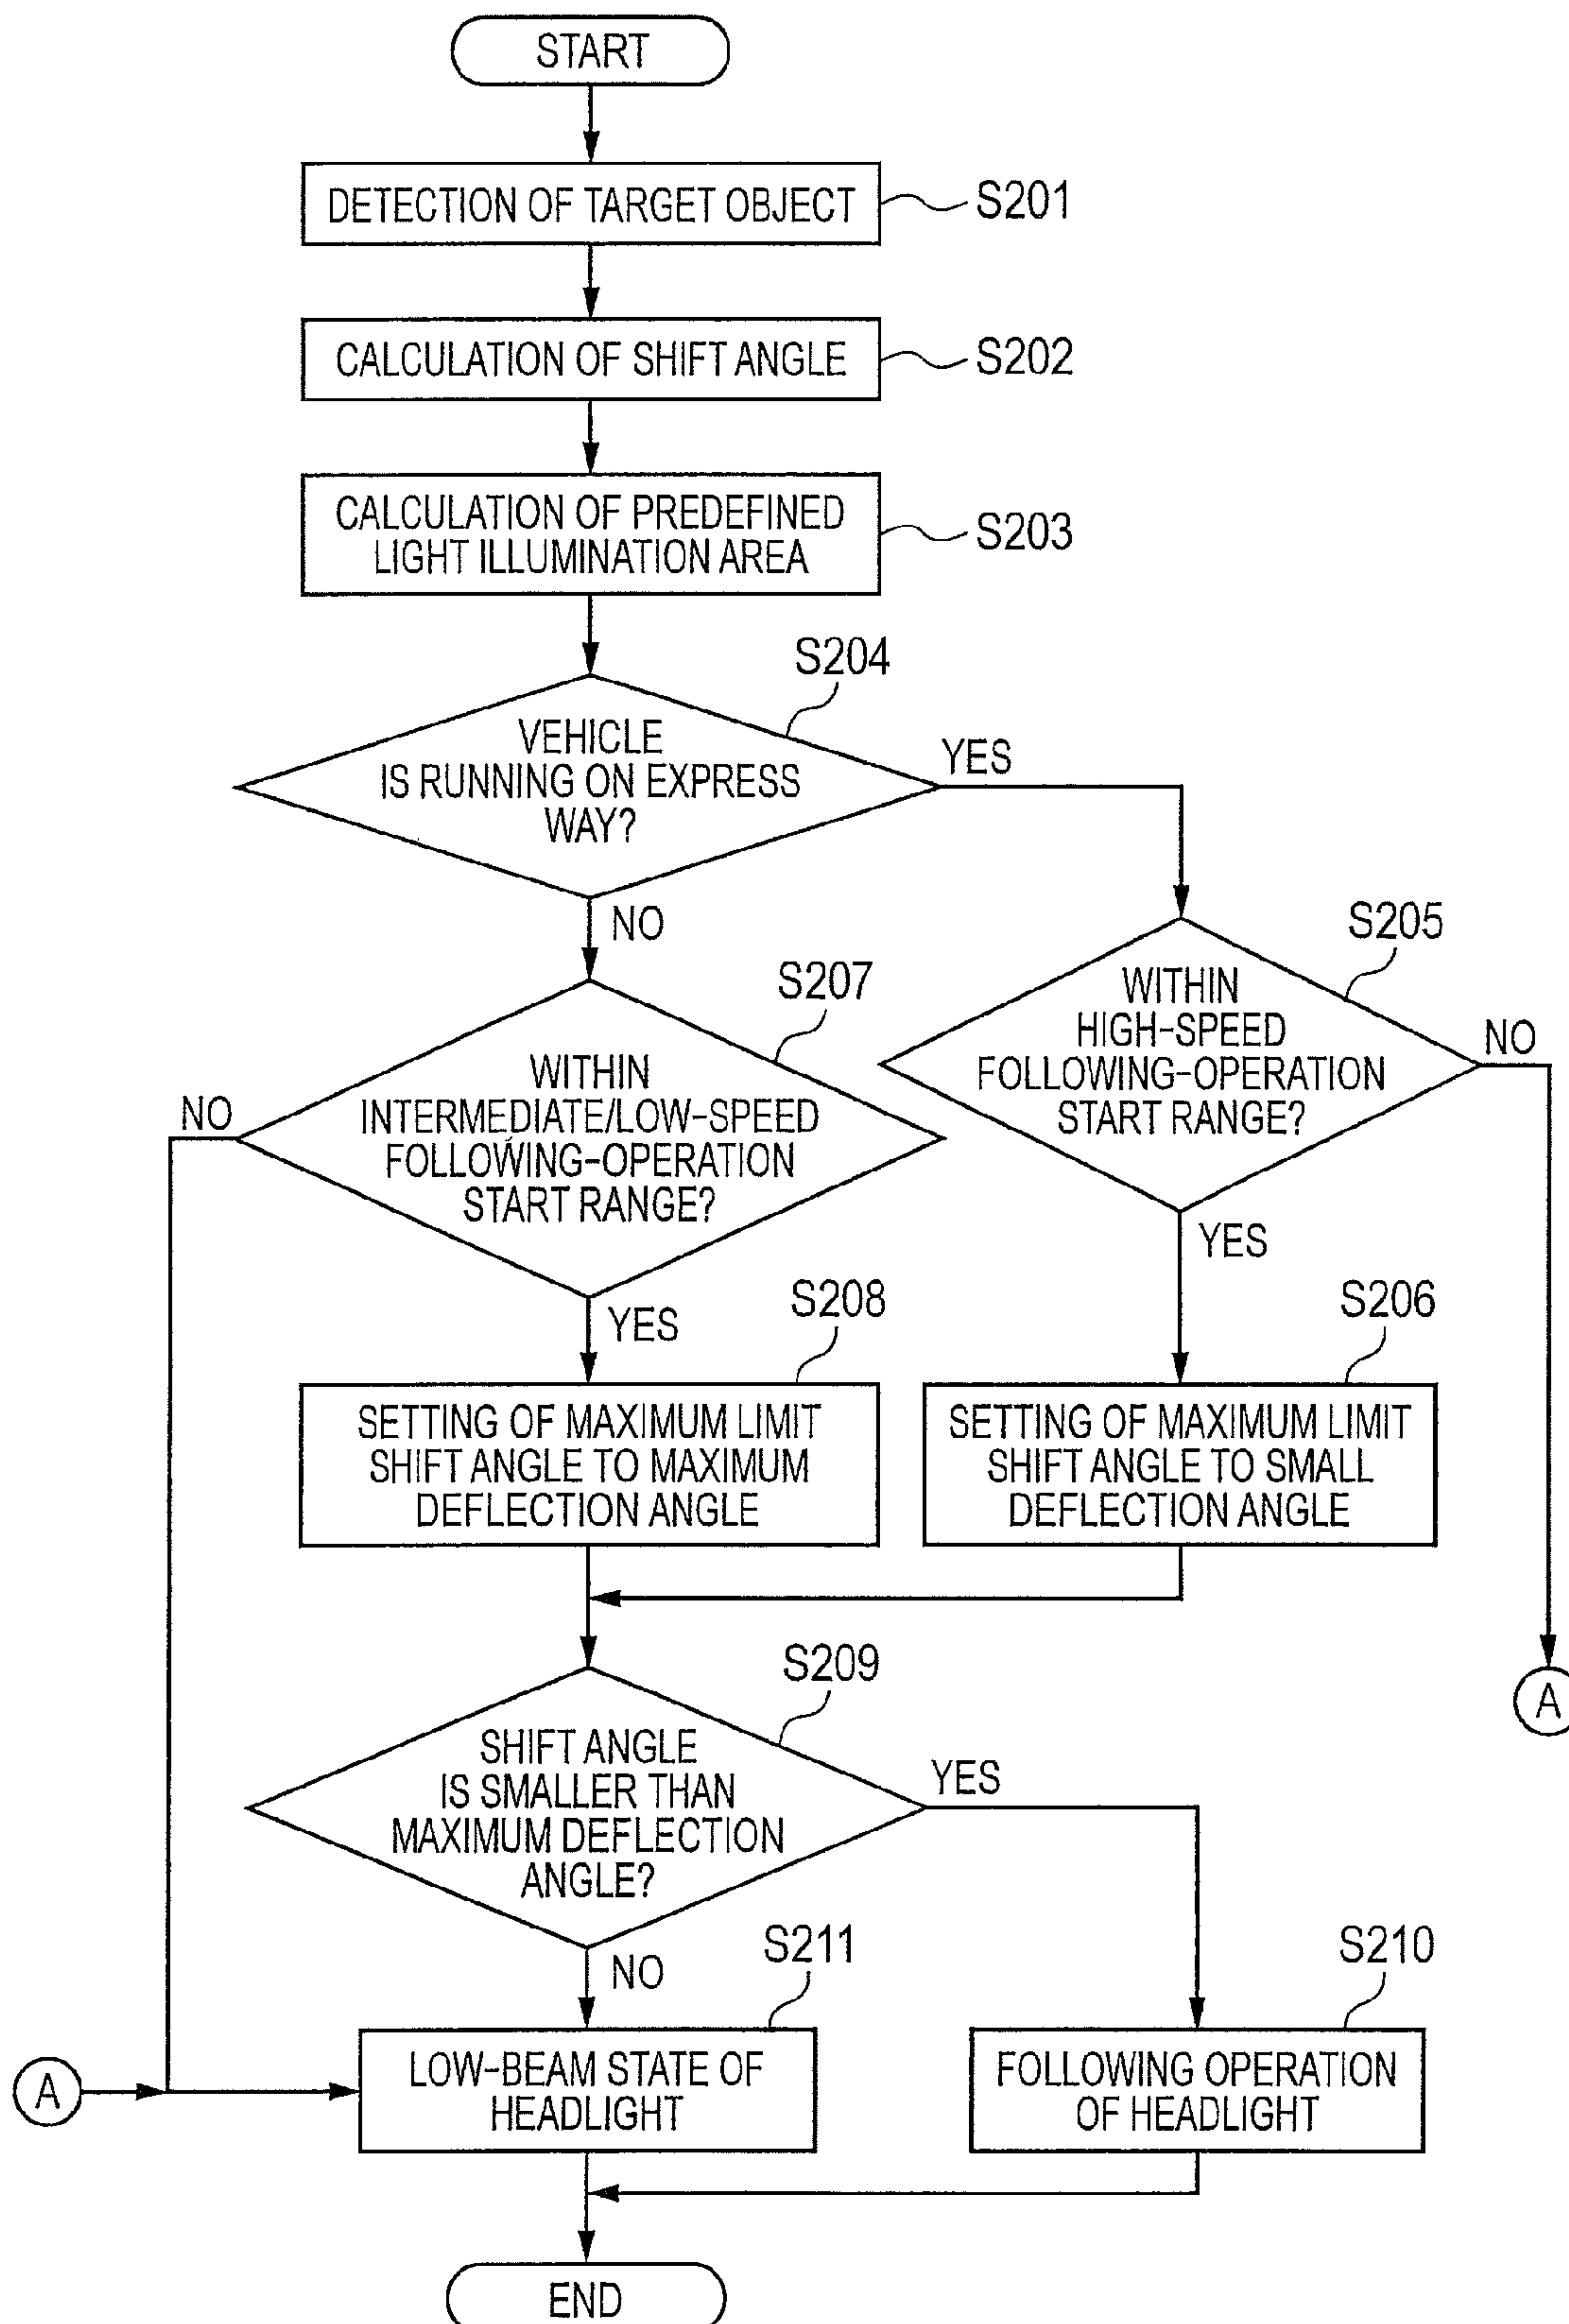 START
DETECTION OF TARGET OBJECT
S201
CALCULATION OF SHIFT ANGLE
S202
CALCULATION OF PREDEFINED
LIGHT ILLUMINATION AREA
S203
S204
VEHICLE
IS RUNNING ON EXPRESS
WAY?
YES
NO
S205
WITHIN
HIGH-SPEED
FOLLOWING-OPERATION
START RANGE?
NO
YES
S207
WITHIN
INTERMEDIATE/LOW-SPEED
FOLLOWING-OPERATION
START RANGE?
NO
YES
S208
SETTING OF MAXIMUM LIMIT
SHIFT ANGLE TO MAXIMUM
DEFLECTION ANGLE
S206
SETTING OF MAXIMUM LIMIT
SHIFT ANGLE TO SMALL
DEFLECTION ANGLE
A
S209
SHIFT ANGLE
IS SMALLER THAN
MAXIMUM DEFLECTION
ANGLE?
YES
NO
S211
LOW-BEAM STATE OF
HEADLIGHT
S210
FOLLOWING OPERATION
OF HEADLIGHT
A
END